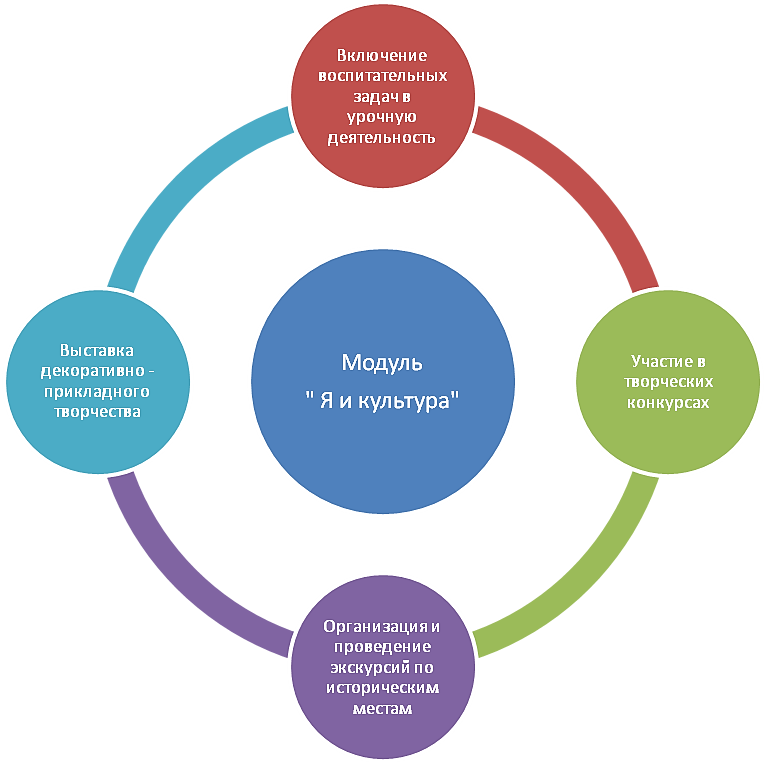 Включение
воспитательных
задач в
урочную
деятельность
Выставка
декоративно -
прикладного
творчества
Модуль
" Я и культура"
Участие в
творческих
конкурсах
Организация и
проведение
экскурсий по
историческим
местам